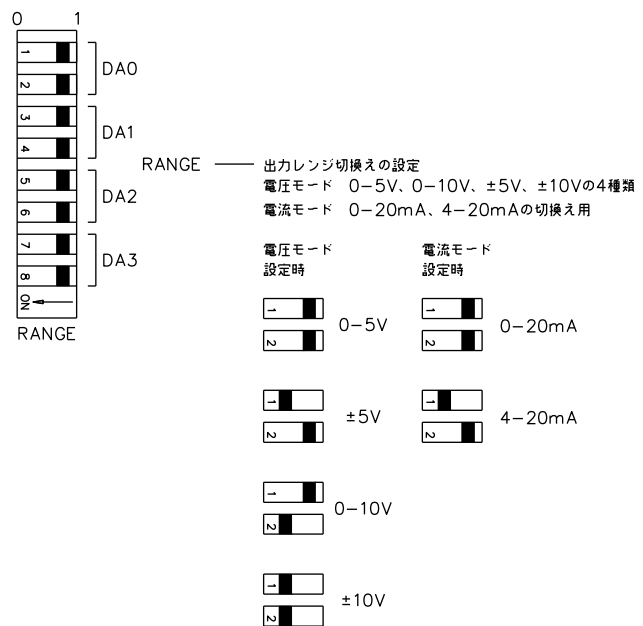 0 1
1
2
DA0
3
4
DA1
5
6
DA2
7
8
DA3
ON
RANGE
RANGE 出力レンジ切換えの設定
電圧モード 0-5V、0-10V、±5V、±10Vの4種類
電流モード 0-20mA、4-20mAの切換え用
電圧モード
設定時
1
2
0-5V
1
2
±5V
1
2
0-10V
1
2
±10V
電流モード
設定時
1
2
0-20mA
1
2
4-20mA